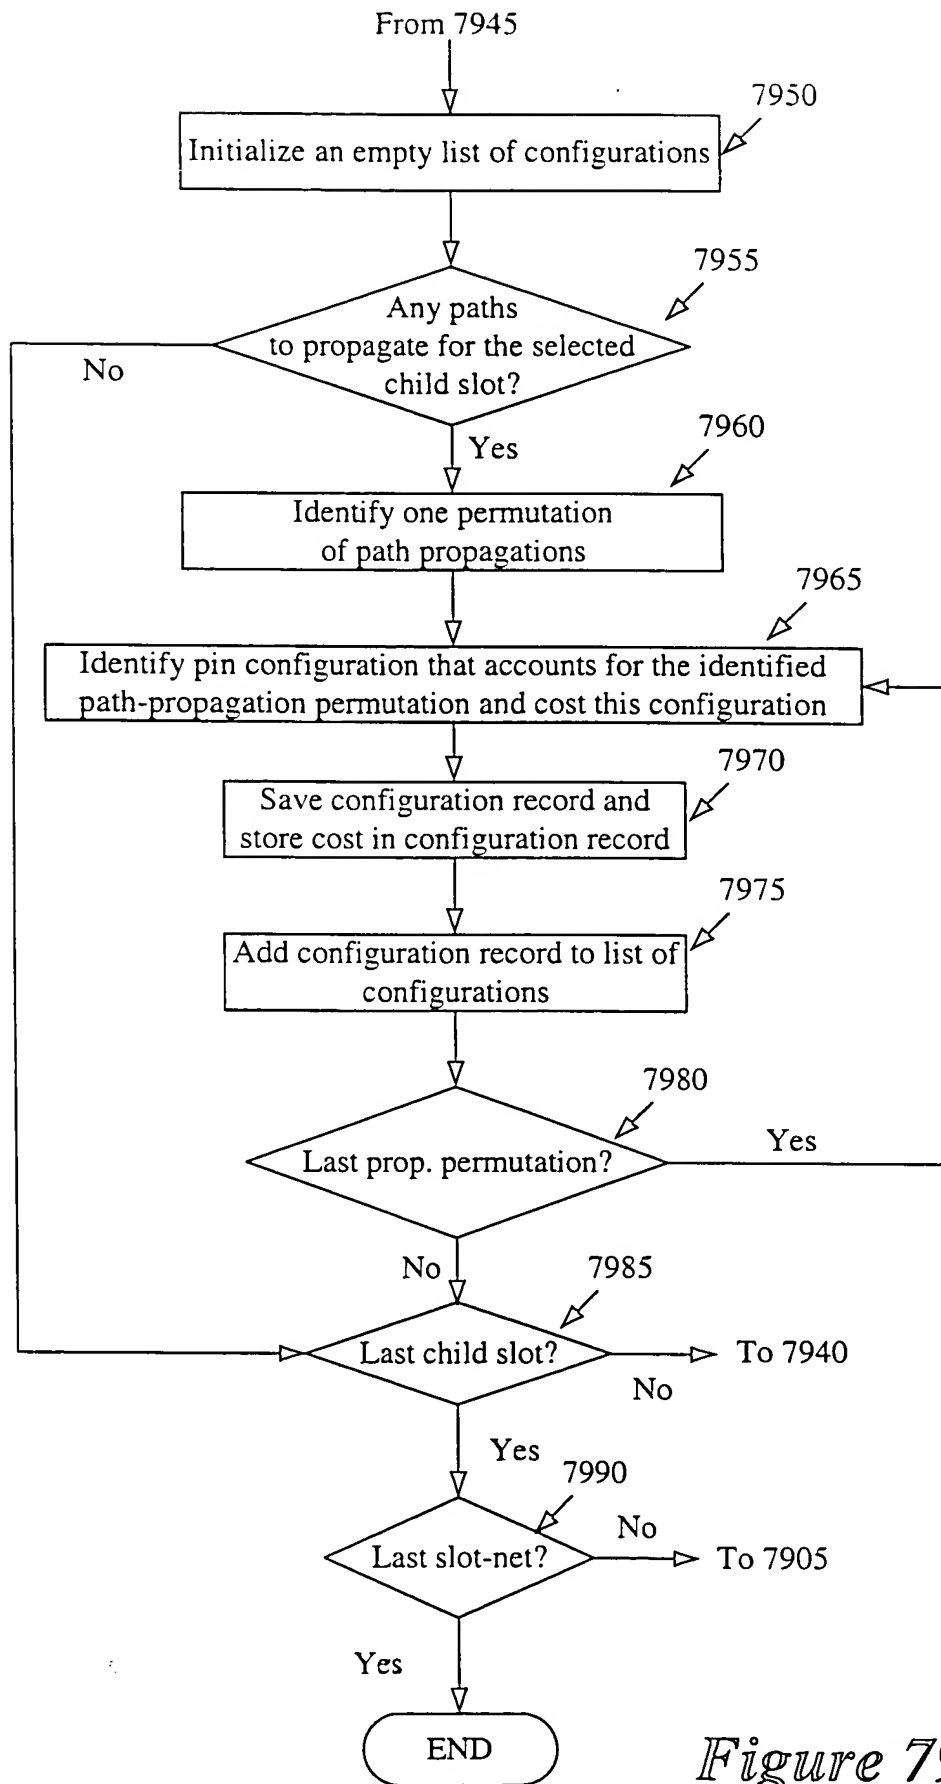 From 7945
7950
Initialize an empty list of configurations
7955
Any paths
to propagate for the selected
child slot?
No
Yes
7960
Identify one permutation
of path propagations
7965
Identify pin configuration that accounts for the identified
path-propagation permutation and cost this configuration
7970
Save configuration record and
store cost in configuration record
7975
Add configuration record to list of
configurations
7980
Last prop. permutation?
Yes
No
7985
Last child slot?
To 7940
No
Yes
7990
Last slot-net?
No
To 7905
Yes
END
Figure